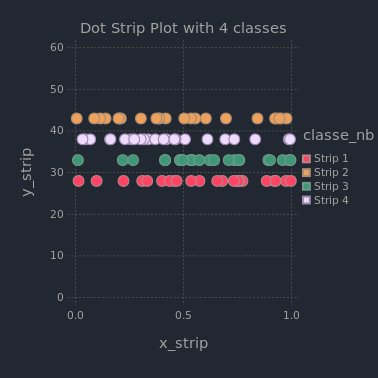 Dot Strip Plot with 4 classes
60
50
40
30
20
10
0
y_strip
0.0
0.5
1.0
x_strip
classe_nb
Strip 1
Strip 2
Strip 3
Strip 4